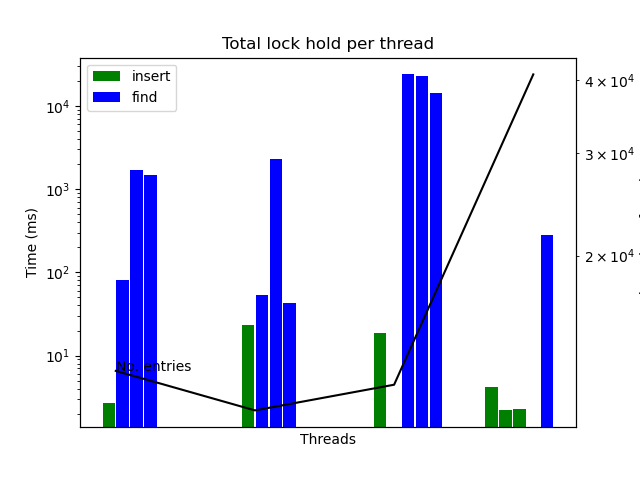 Total lock hold per thread
insert
find
10⁴
10³
10²
10¹
Time (ms)
No. entries
4 × 10⁴
3 × 10⁴
2 × 10⁴
Threads